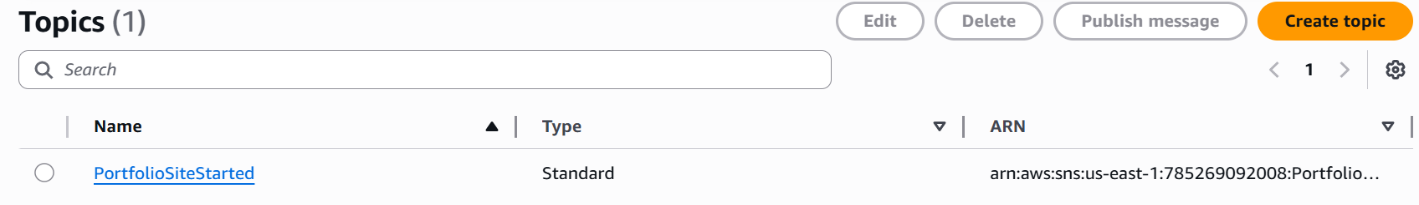 Topics (1)
Edit
Delete
Publish message
Create topic
Search
1
Name
Type
ARN
PortfolioSiteStarted
Standard
arn:aws:sns:us-east-1:785269092008:Portfolio...